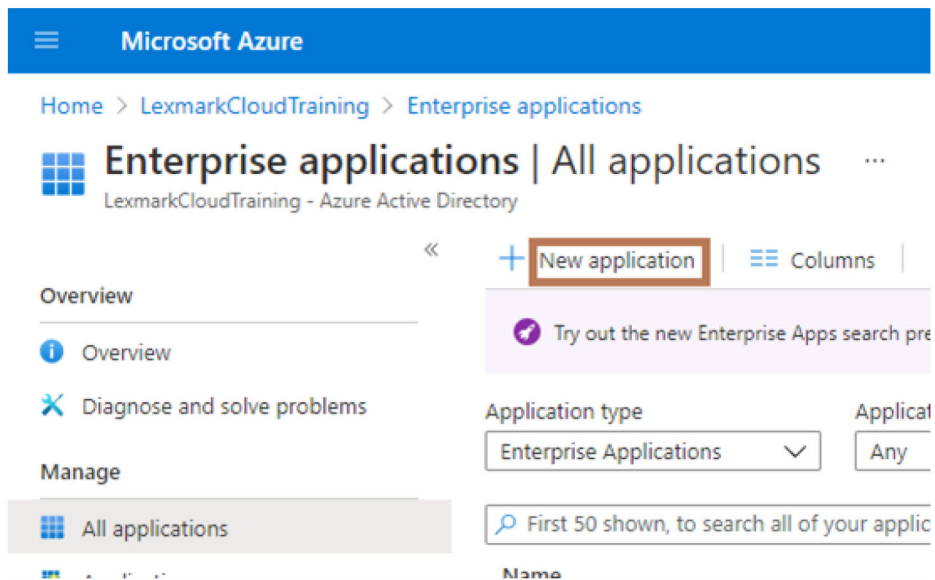 Microsoft Azure
Home > LexmarkCloudTraining > Enterprise applications
Enterprise applications | All applications ...
LexmarkCloudTraining - Azure Active Directory
«
+ New application | Columns |
Overview
Try out the new Enterprise Apps search pre
Overview
Diagnose and solve problems
Application type
Applicat
Enterprise Applications
Any
Manage
All applications
First 50 shown, to search all of your applic
Name